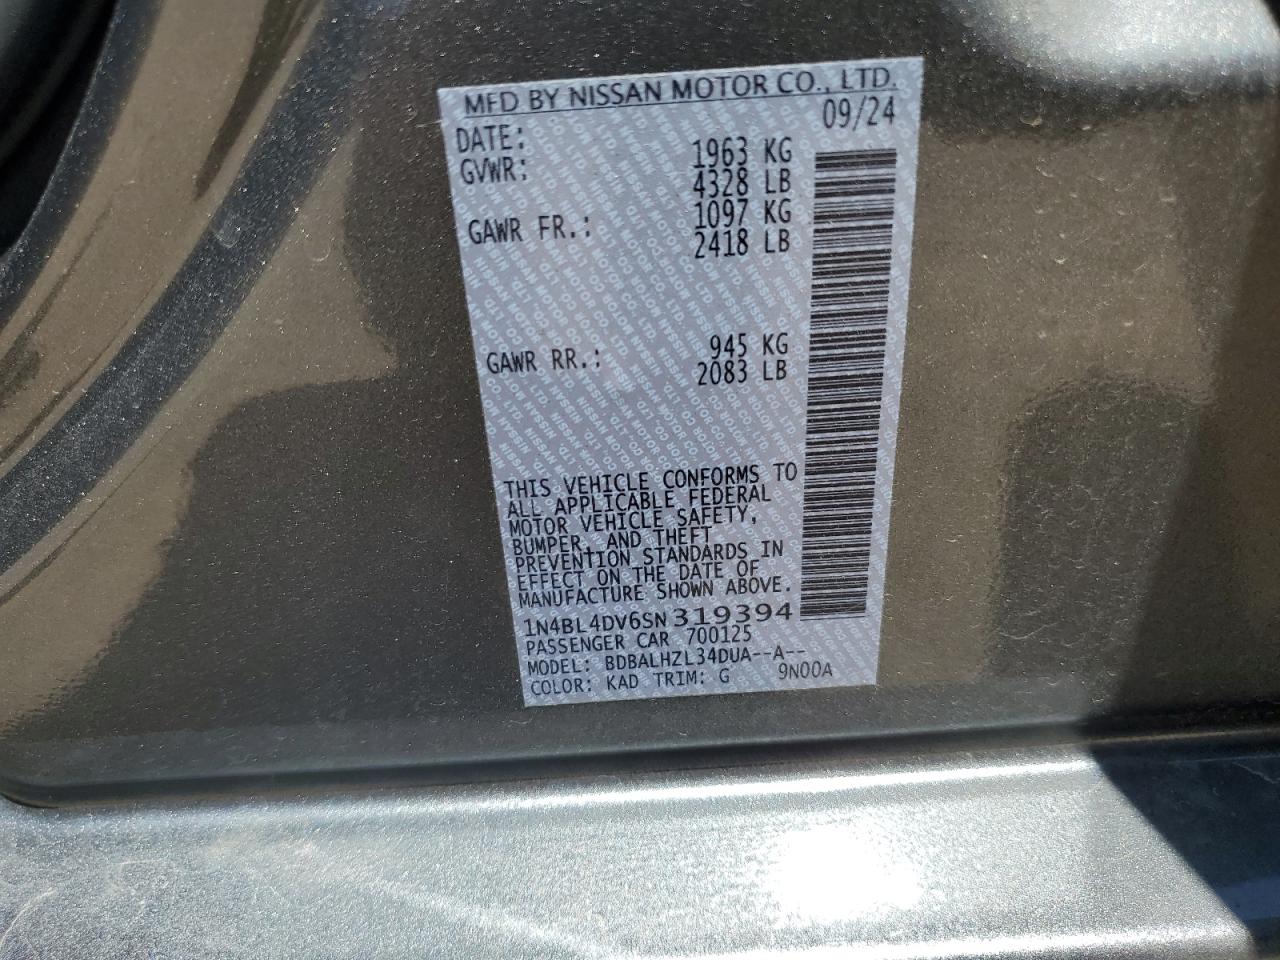 MFD BY NISSAN MOTOR CO., LTD.
DATE: 09/24
GVWR: 1963 KG
4328 LB
GAWR FR.: 1097 KG
2418 LB
GAWR RR.: 945 KG
2083 LB
THIS VEHICLE CONFORMS TO
ALL APPLICABLE FEDERAL
MOTOR VEHICLE SAFETY,
BUMPER, AND THEFT
PREVENTION STANDARDS IN
EFFECT ON THE DATE OF
MANUFACTURE SHOWN ABOVE.
1N4BL4DV6SN319394
PASSENGER CAR 700125
MODEL: BDBALHZL34DUA--A--
COLOR: KAD TRIM: G 9N00A